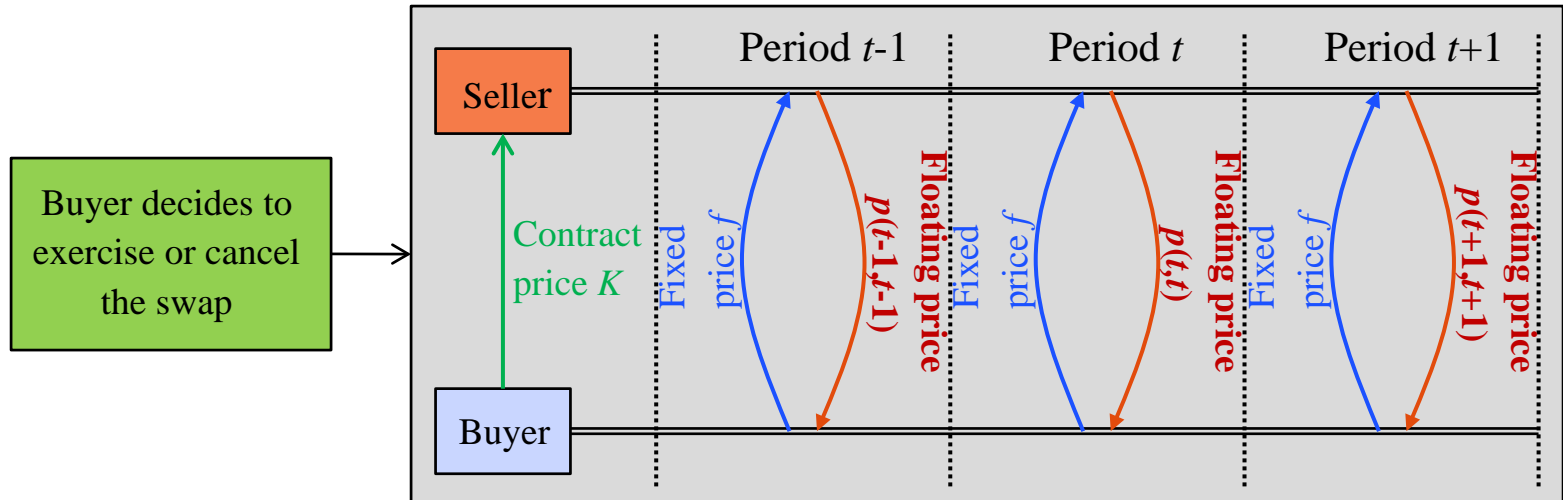 Buyer decides to
exercise or cancel
the swap
Seller
Contract
price K
Buyer
Period t-1
Fixed
price f
Floating price
p(t-1,t-1)
Period t
Fixed
price f
Floating price
p(t,t)
Period t+1
Fixed
price f
Floating price
p(t+1,t+1)